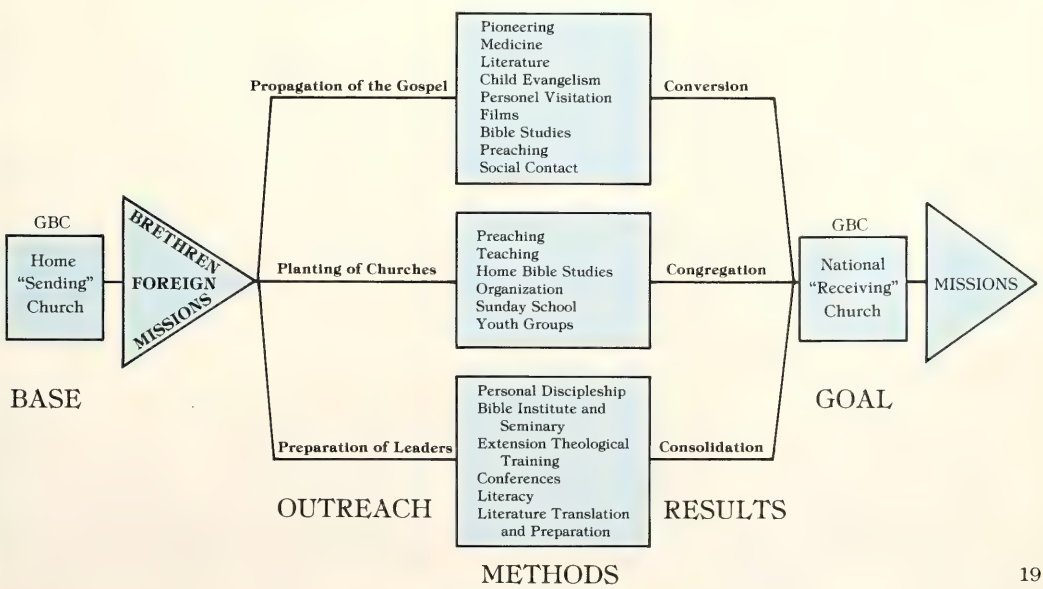 GBC
Home
"Sending"
Church
BRETHREN
FOREIGN
MISSIONS
BASE
Propagation of the Gospel
Planting of Churches
Preparation of Leaders
OUTREACH
Pioneering
Medicine
Literature
Child Evangelism
Personel Visitation
Films
Bible Studies
Preaching
Social Contact
Preaching
Teaching
Home Bible Studies
Organization
Sunday School
Youth Groups
Personal Discipleship
Bible Institute and
Seminary
Extension Theological
Training
Conferences
Literacy
Literature Translation
and Preparation
METHODS
Conversion
Congregation
Consolidation
RESULTS
GBC
National
"Receiving"
Church
GOAL
MISSIONS
19